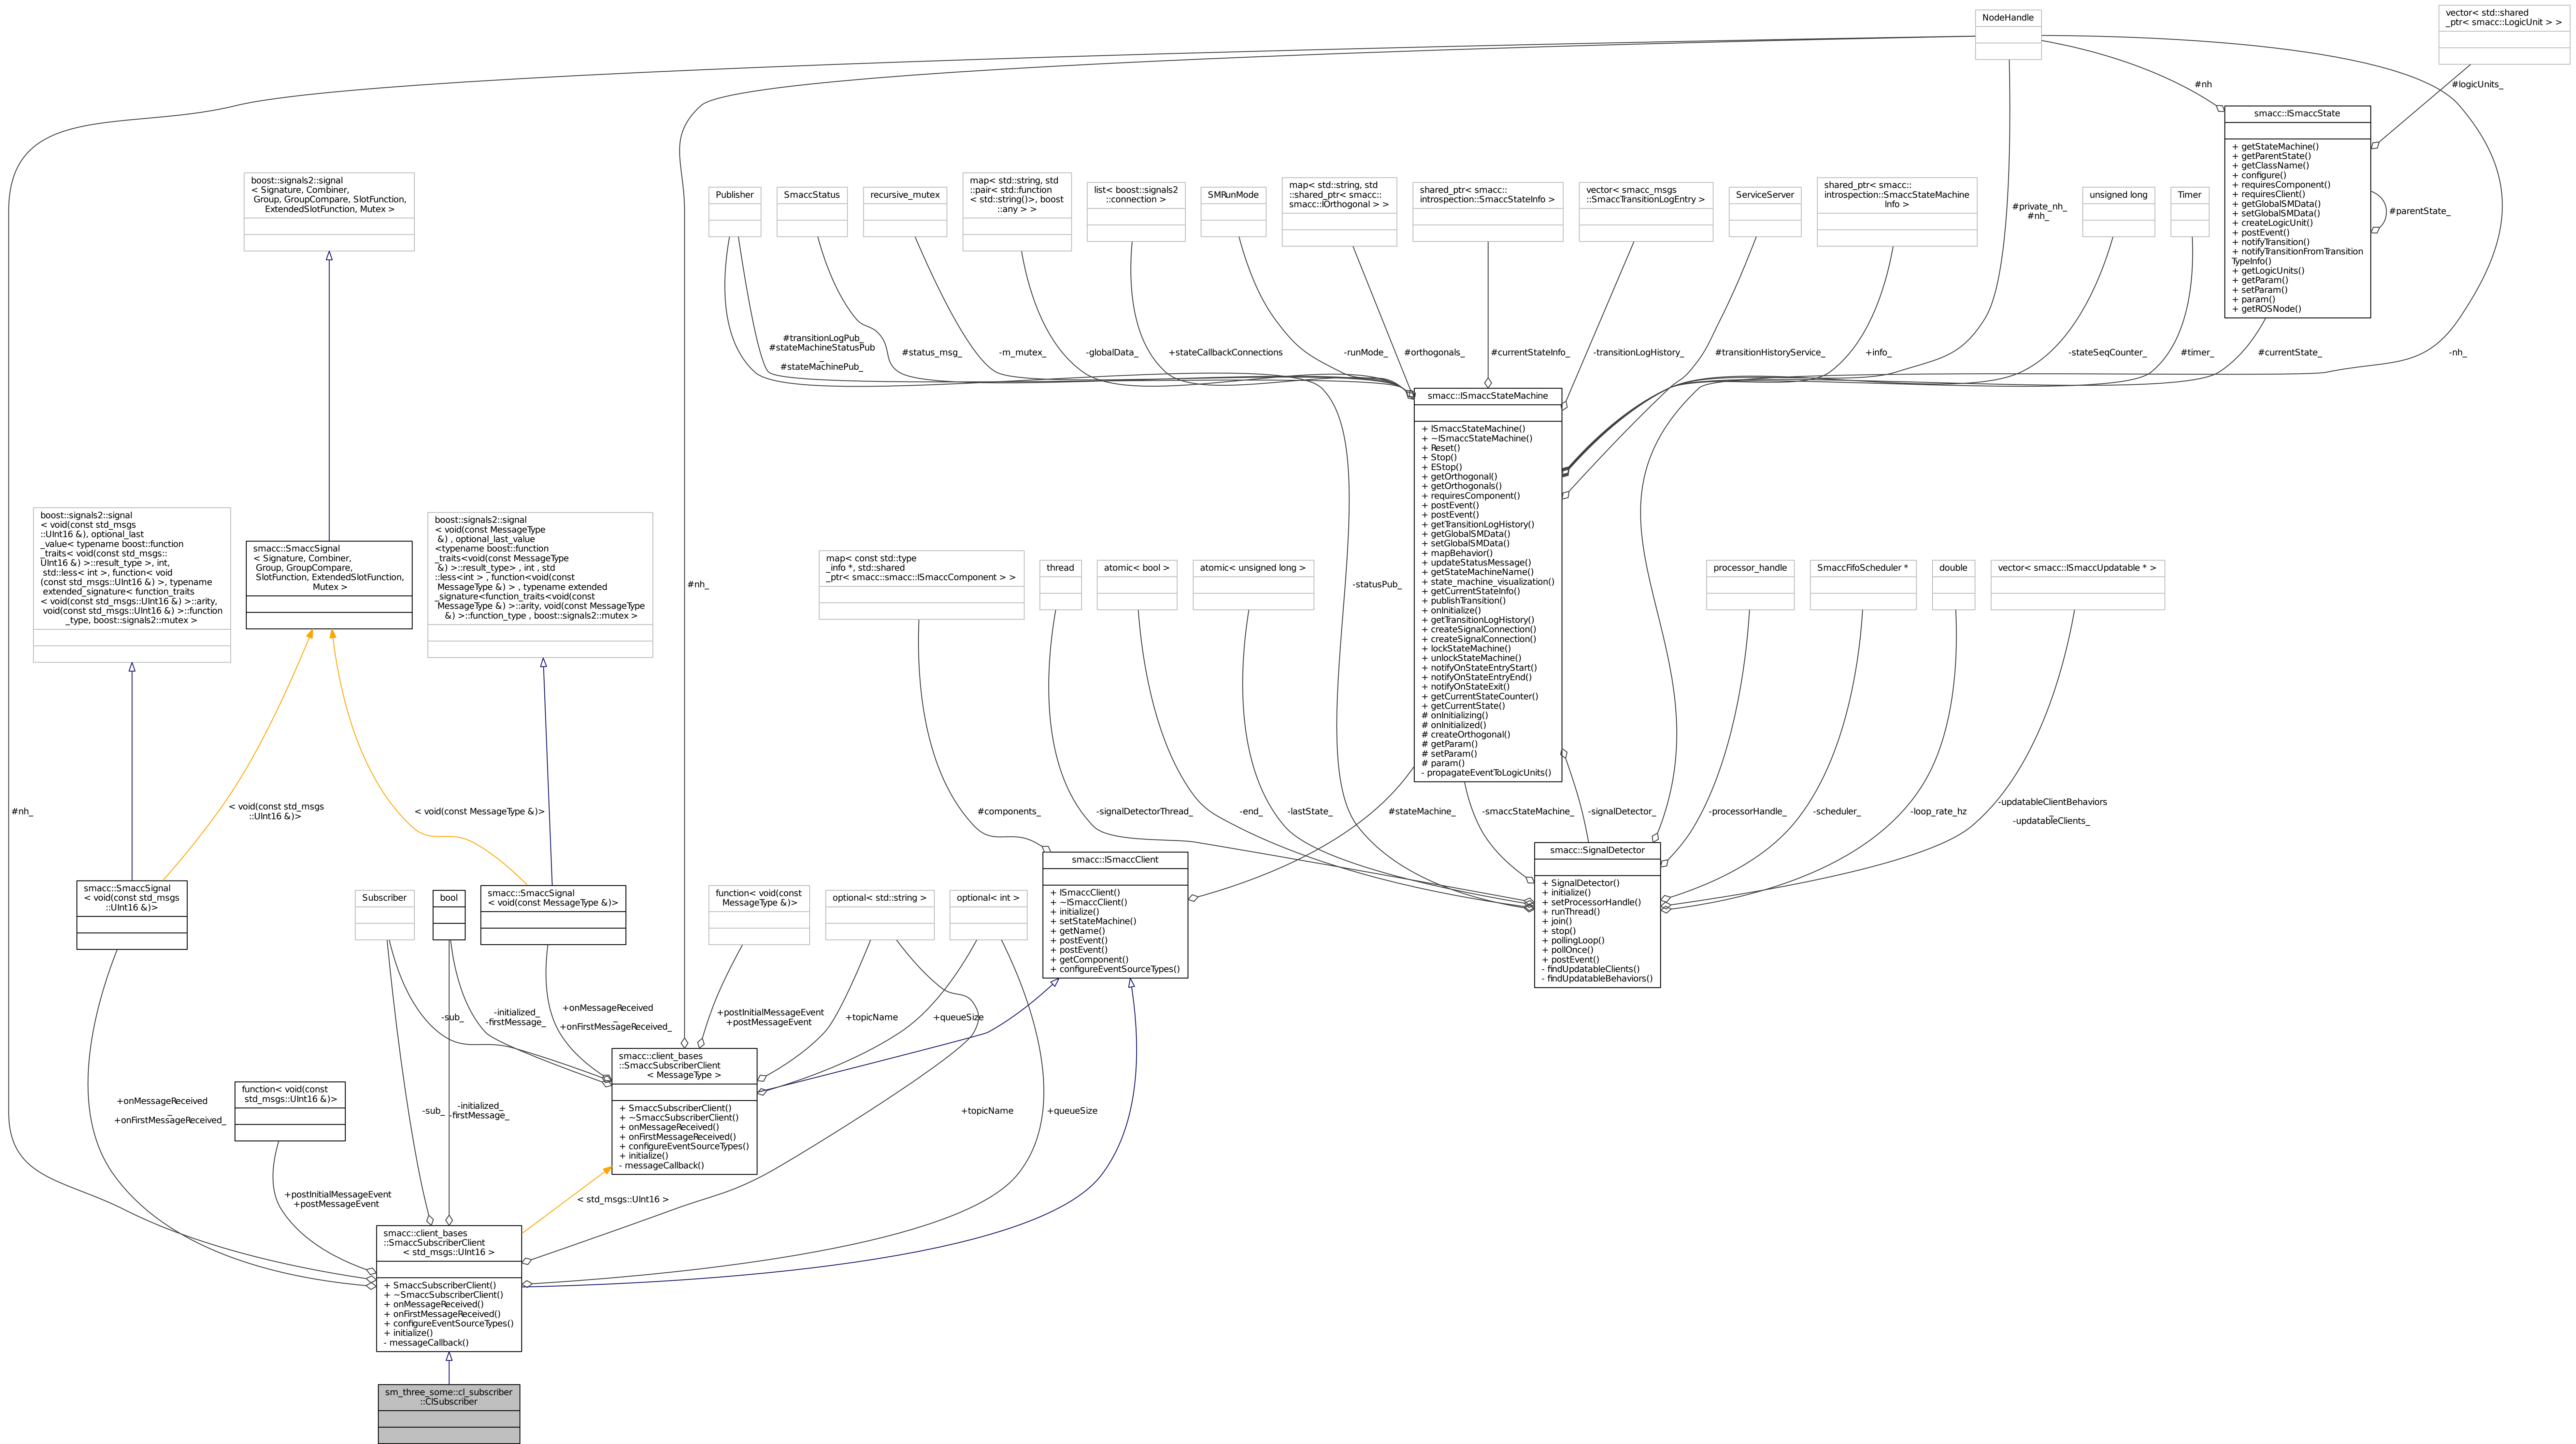 NodeHandle
vector< std::shared
_ptr< smacc::LogicUnit > >
#nh
#logicUnits_
smacc::ISmaccState
+ getStateMachine()
+ getParentState()
+ getClassName()
+ configure()
+ requiresComponent()
+ requiresClient()
+ getGlobalSMData()
+ setGlobalSMData()
+ createLogicUnit()
+ postEvent()
+ notifyTransition()
+ notifyTransitionFromTransition
TypeInfo()
+ getLogicUnits()
+ getParam()
+ setParam()
+ param()
+ getROSNode()
#parentState_
boost::signals2::signal
< Signature, Combiner,
Group, GroupCompare, SlotFunction,
ExtendedSlotFunction, Mutex >
Publisher
SmaccStatus
recursive_mutex
map< std::string, std
::pair< std::function
< std::string()>, boost
::any > >
list< boost::signals2
::connection >
SMRunMode
map< std::string, std
::shared_ptr< smacc::
smacc::IOrthogonal > >
shared_ptr< smacc::
introspection::SmaccStateInfo >
vector< smacc_msgs
::SmaccTransitionLogEntry >
ServiceServer
shared_ptr< smacc::
introspection::SmaccStateMachine
Info >
#private_nh_
#nh_
unsigned long
Timer
#transitionLogPub_
#stateMachineStatusPub
_
#stateMachinePub_
#status_msg_
-m_mutex_
-globalData_
+stateCallbackConnections
-runMode_
#orthogonals_
#currentStateInfo_
-transitionLogHistory_
#transitionHistoryService_
+info_
-stateSeqCounter_
#timer_
#currentState_
-nh_
smacc::ISmaccStateMachine
+ ISmaccStateMachine()
+ ~ISmaccStateMachine()
+ Reset()
+ Stop()
+ EStop()
+ getOrthogonal()
+ getOrthogonals()
+ requiresComponent()
+ postEvent()
+ postEvent()
+ getTransitionLogHistory()
+ getGlobalSMData()
+ setGlobalSMData()
+ mapBehavior()
+ updateStatusMessage()
+ getStateMachineName()
+ state_machine_visualization()
+ getCurrentStateInfo()
+ publishTransition()
+ onInitialize()
+ getTransitionLogHistory()
+ createSignalConnection()
+ createSignalConnection()
+ lockStateMachine()
+ unlockStateMachine()
+ notifyOnStateEntryStart()
+ notifyOnStateEntryEnd()
+ notifyOnStateExit()
+ getCurrentStateCounter()
+ getCurrentState()
# onInitializing()
# onInitialized()
# createOrthogonal()
# getParam()
# setParam()
# param()
- propagateEventToLogicUnits()
boost::signals2::signal
< void(const std_msgs
::UInt16 &), optional_last
_value< typename boost::function
_traits< void(const std_msgs::
UInt16 &) >::result_type >, int,
std::less< int >, function< void
(const std_msgs::UInt16 &) >, typename
extended_signature< function_traits
< void(const std_msgs::UInt16 &) >::arity,
void(const std_msgs::UInt16 &) >::function
_type, boost::signals2::mutex >
smacc::SmaccSignal
< Signature, Combiner,
Group, GroupCompare,
SlotFunction, ExtendedSlotFunction,
Mutex >
boost::signals2::signal
< void(const MessageType
&) , optional_last_value
<typename boost::function
_traits<void(const MessageType
&) >::result_type> , int , std
::less<int > , function<void(const
MessageType &) > , typename extended
_signature<function_traits<void(const
MessageType &) >::arity, void(const MessageType
&) >::function_type , boost::signals2::mutex >
#nh_
map< const std::type
_info *, std::shared
_ptr< smacc::smacc::ISmaccComponent > >
thread
atomic< bool >
atomic< unsigned long >
-statusPub_
processor_handle
SmaccFifoScheduler *
double
vector< smacc::ISmaccUpdatable * >
#nh_
< void(const std_msgs
::UInt16 &)>
< void(const MessageType &)>
#components_
-signalDetectorThread_
-end_
-lastState_
#stateMachine_
-smaccStateMachine_
-signalDetector_
-processorHandle_
-scheduler_
-loop_rate_hz
-updatableClientBehaviors
_
-updatableClients_
smacc::SmaccSignal
< void(const std_msgs
::UInt16 &)>
Subscriber
bool
smacc::SmaccSignal
< void(const MessageType &)>
function< void(const
MessageType &)>
optional< std::string >
optional< int >
smacc::ISmaccClient
+ ISmaccClient()
+ ~ISmaccClient()
+ initialize()
+ setStateMachine()
+ getName()
+ postEvent()
+ postEvent()
+ getComponent()
+ configureEventSourceTypes()
smacc::SignalDetector
+ SignalDetector()
+ initialize()
+ setProcessorHandle()
+ runThread()
+ join()
+ stop()
+ pollingLoop()
+ pollOnce()
+ postEvent()
- findUpdatableClients()
- findUpdatableBehaviors()
-sub_
-initialized_
-firstMessage_
+onMessageReceived
_
+onFirstMessageReceived_
+postInitialMessageEvent
+postMessageEvent
+topicName
+queueSize
smacc::client_bases
::SmaccSubscriberClient
< MessageType >
+ SmaccSubscriberClient()
+ ~SmaccSubscriberClient()
+ onMessageReceived()
+ onFirstMessageReceived()
+ configureEventSourceTypes()
+ initialize()
- messageCallback()
+onMessageReceived
_
+onFirstMessageReceived_
function< void(const
std_msgs::UInt16 &)>
-sub_
-initialized_
-firstMessage_
+topicName
+queueSize
+postInitialMessageEvent
+postMessageEvent
< std_msgs::UInt16 >
smacc::client_bases
::SmaccSubscriberClient
< std_msgs::UInt16 >
+ SmaccSubscriberClient()
+ ~SmaccSubscriberClient()
+ onMessageReceived()
+ onFirstMessageReceived()
+ configureEventSourceTypes()
+ initialize()
- messageCallback()
sm_three_some::cl_subscriber
::ClSubscriber